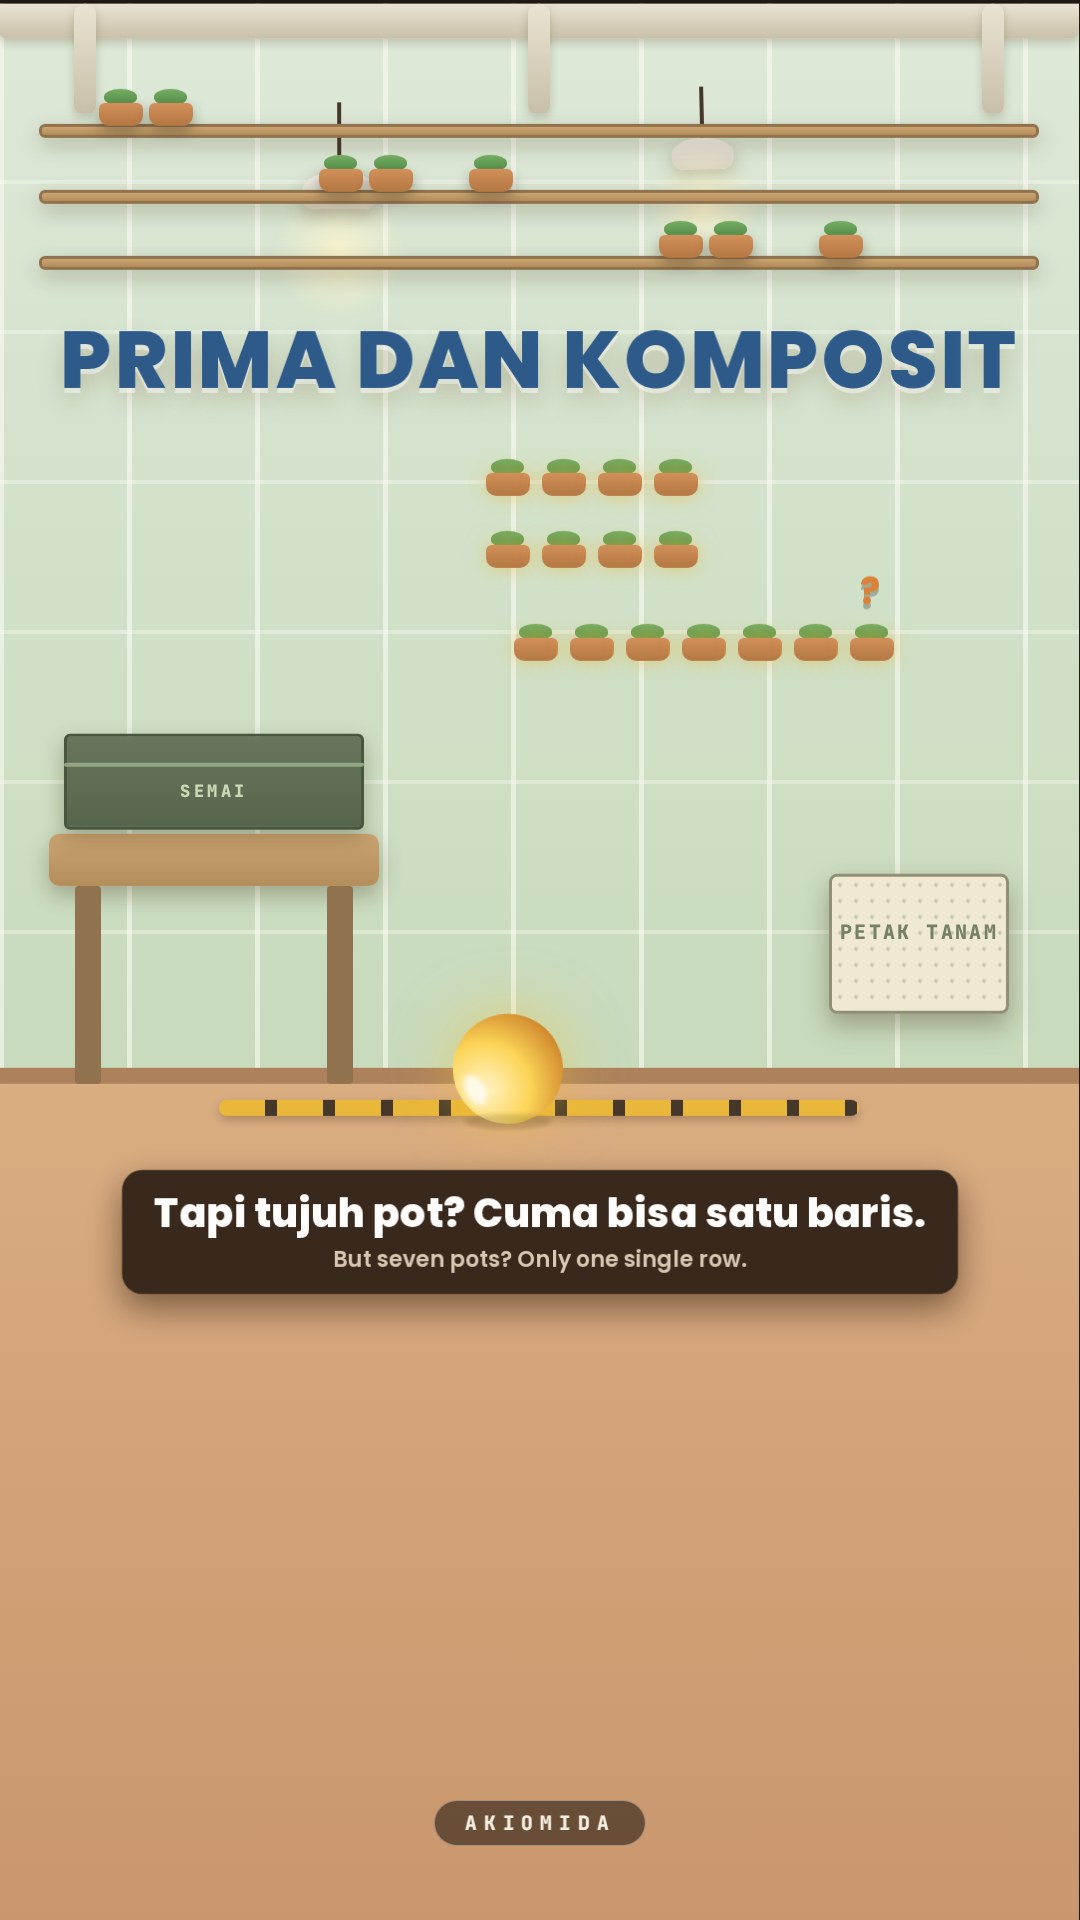 PRIMA DAN KOMPOSIT
?
SEMAI
PETAK TANAM
Tapi tujuh pot? Cuma bisa satu baris.
But seven pots? Only one single row.
AKIOMIDA